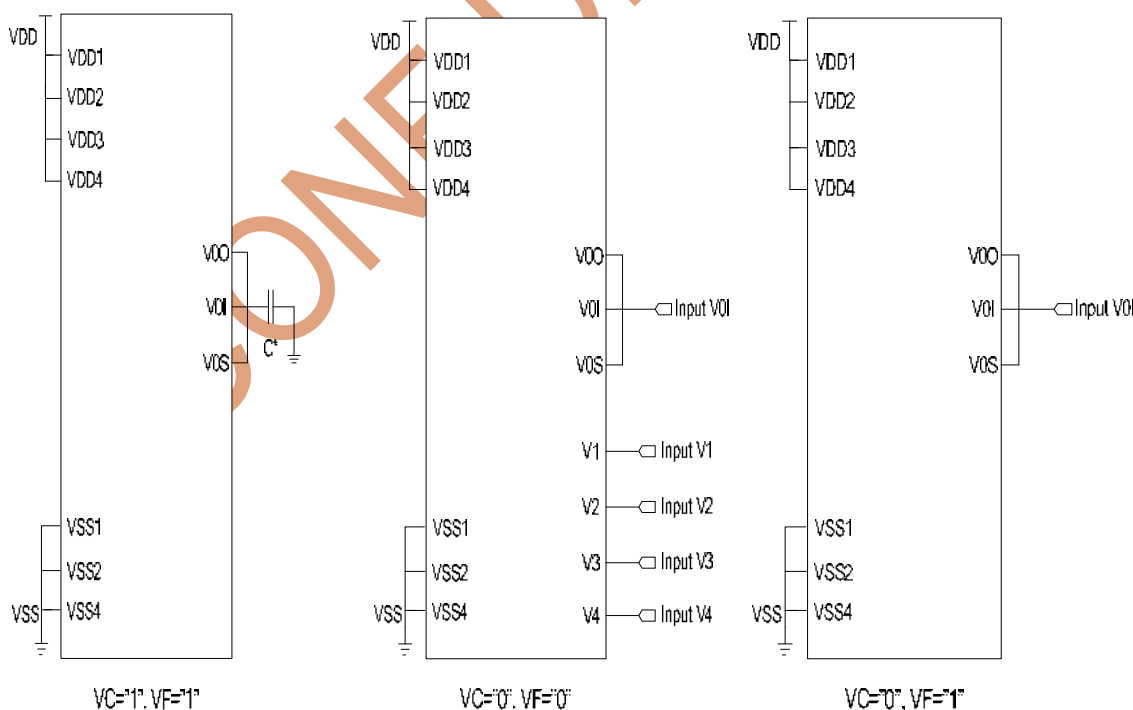 VDD
VDD1
VDD2
VDD3
VDD4
V0O
V0I
V0S
C*
VSS1
VSS2
VSS4
VSS
VC="1", VF="1"
VDD
VDD1
VDD2
VDD3
VDD4
V0O
V0I
Input V0I
V0S
V1
Input V1
V2
Input V2
V3
Input V3
V4
Input V4
VSS1
VSS2
VSS4
VSS
VC="0", VF="0"
VDD
VDD1
VDD2
VDD3
VDD4
V0O
V0I
Input V0I
V0S
VSS1
VSS2
VSS4
VSS
VC="0", VF="1"